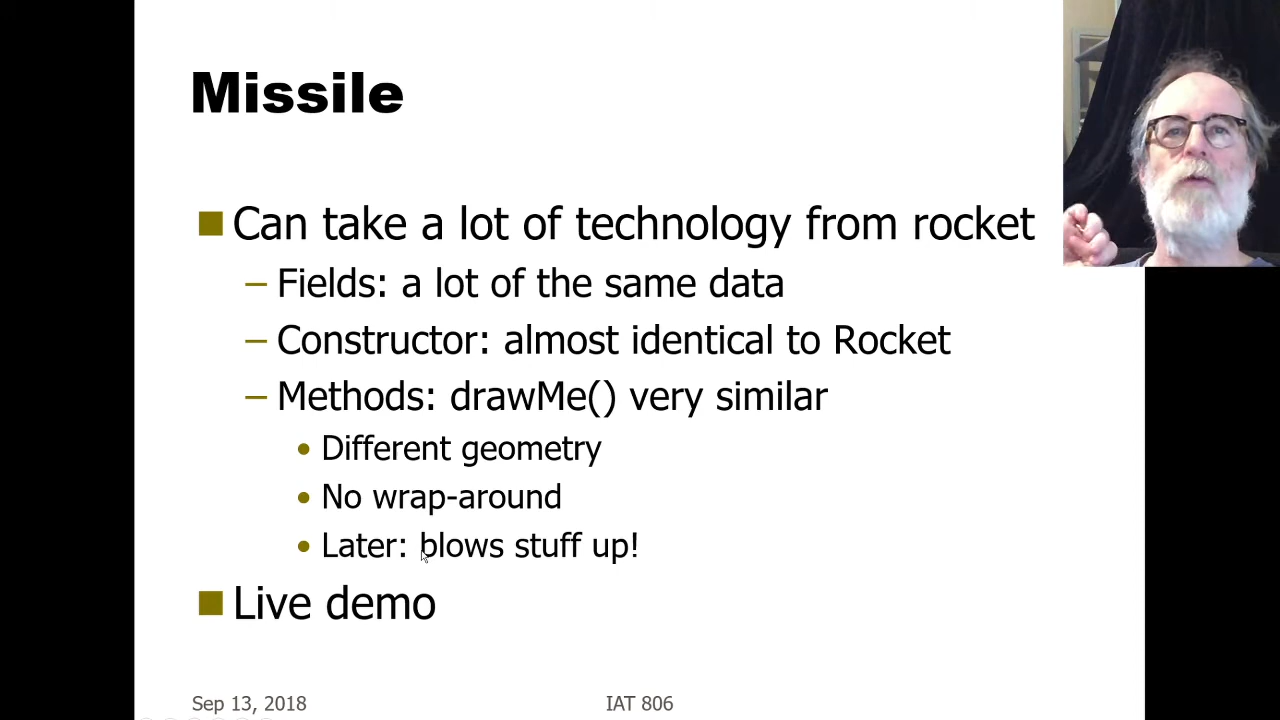 Missile
Can take a lot of technology from rocket
– Fields: a lot of the same data
– Constructor: almost identical to Rocket
– Methods: drawMe() very similar
• Different geometry
• No wrap-around
• Later: blows stuff up!
Live demo
Sep 13, 2018
IAT 806